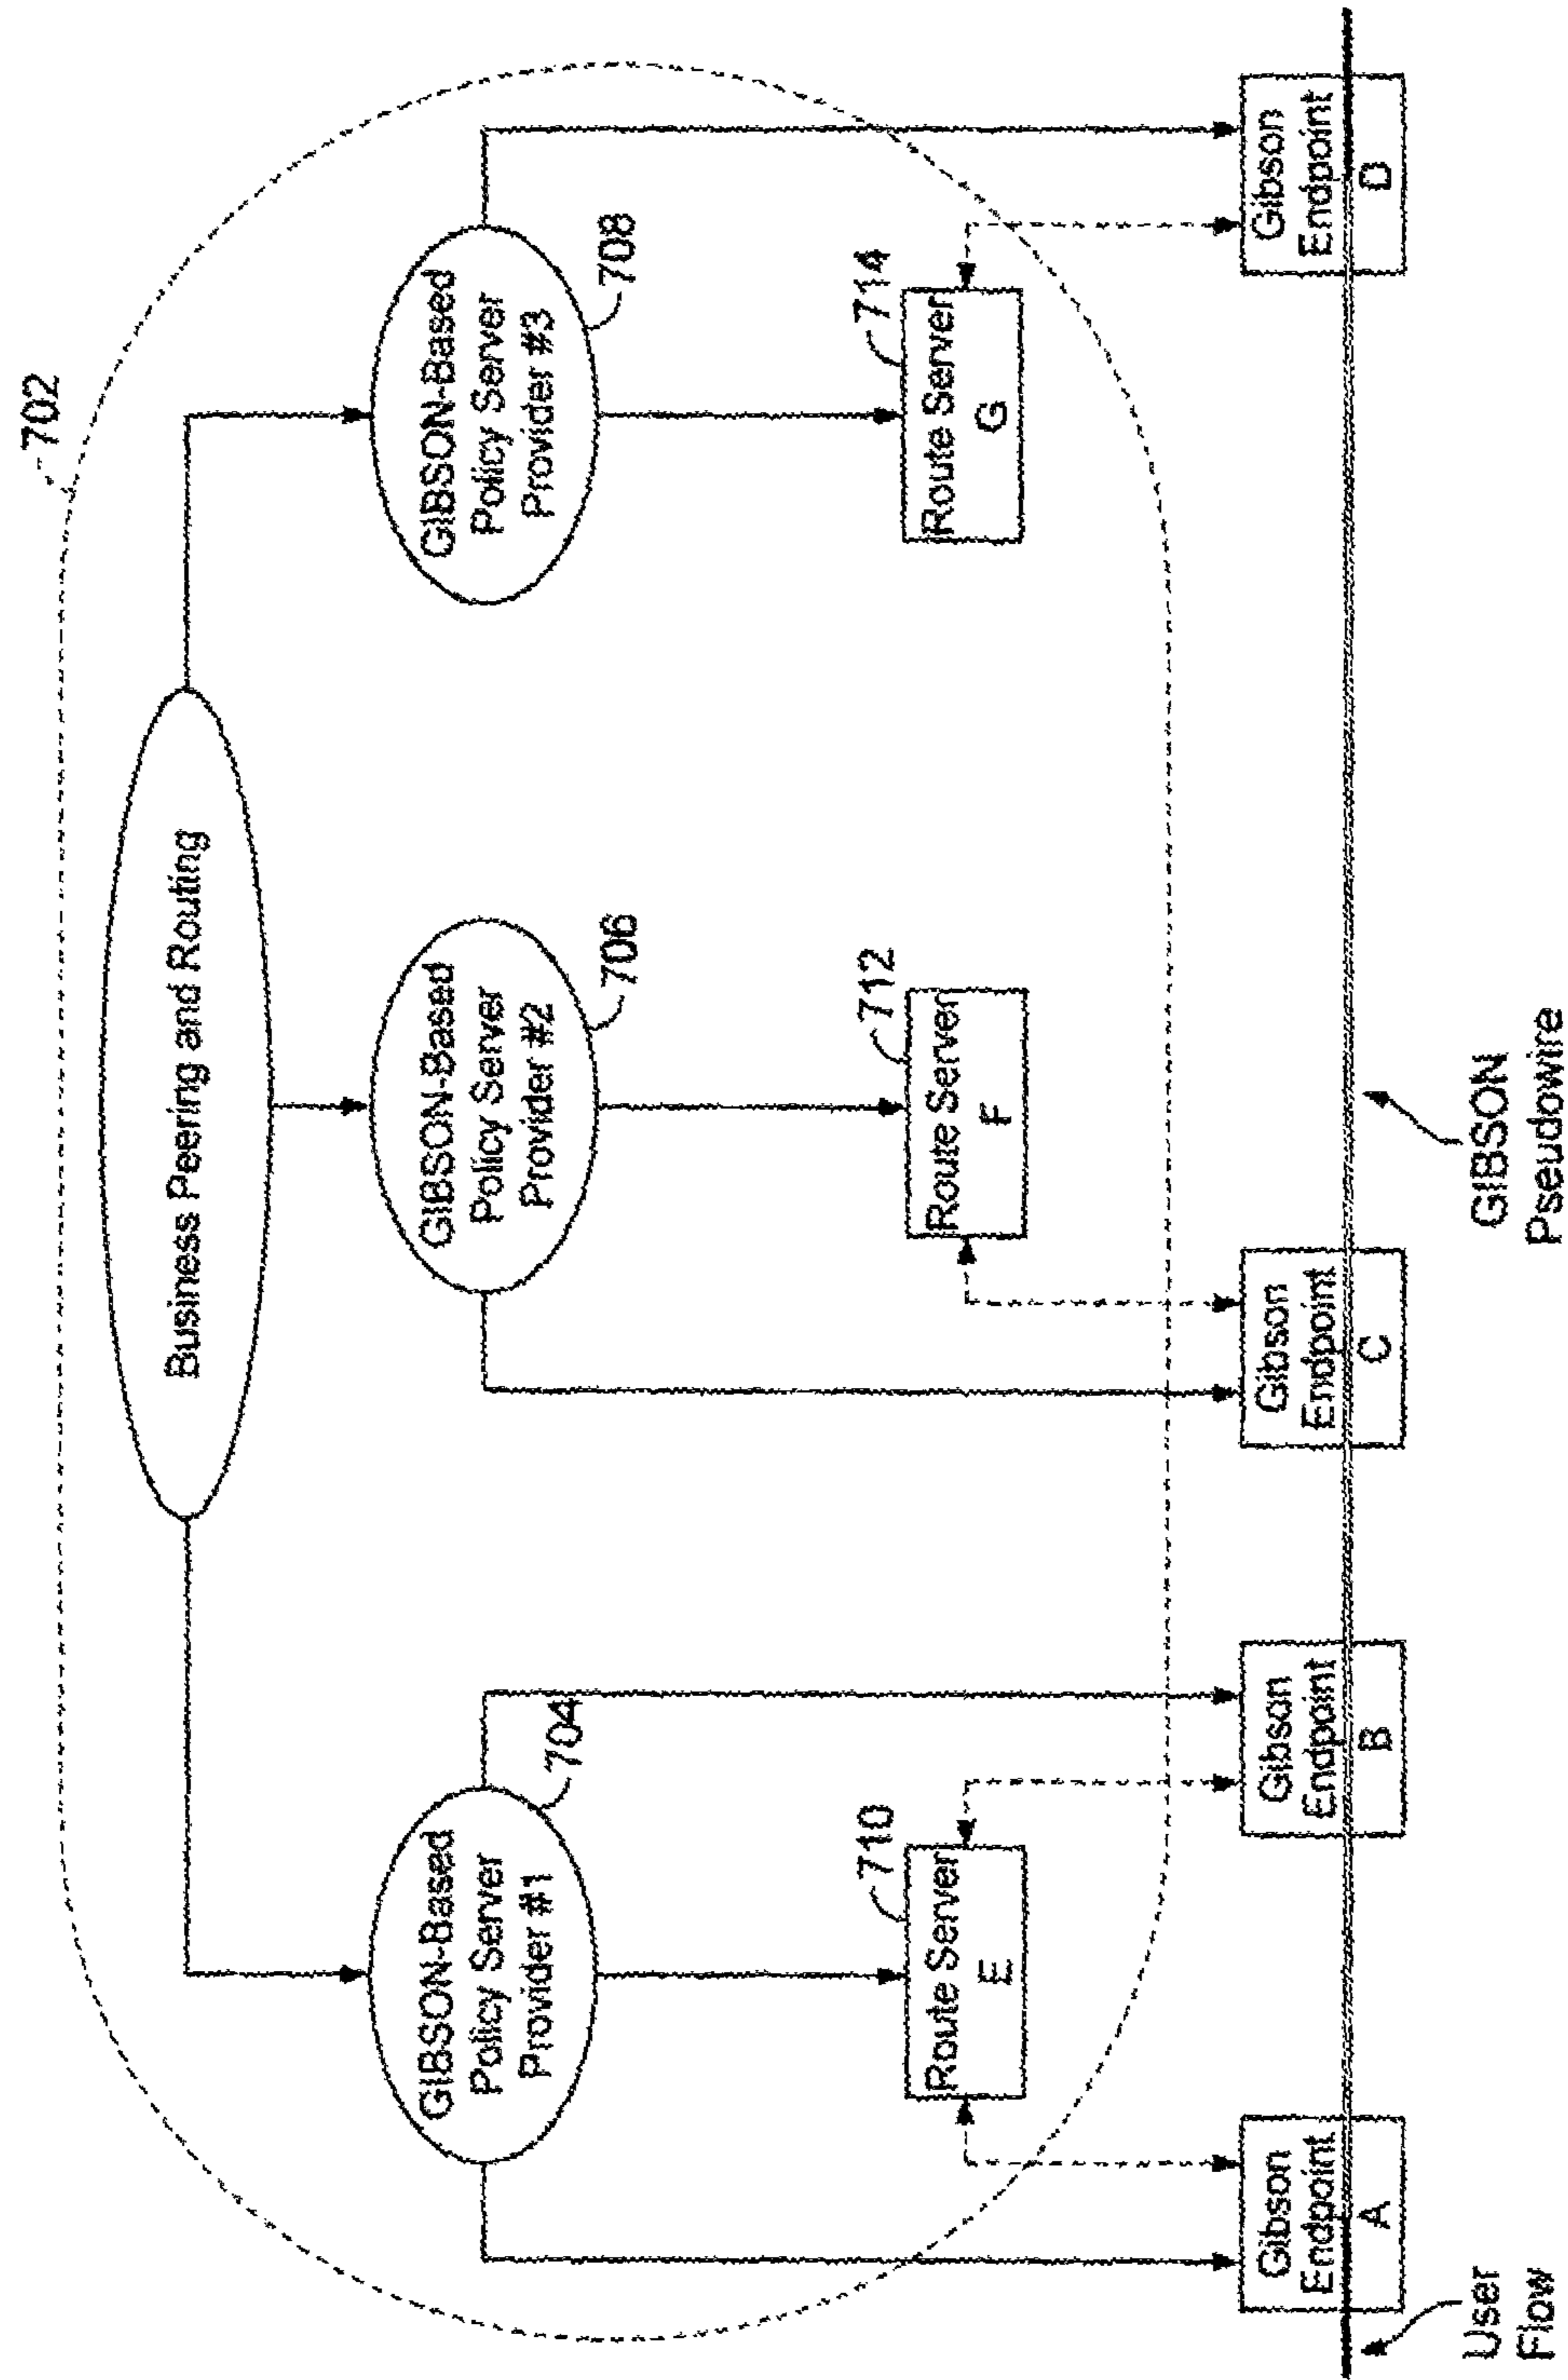 702
Business Peering and Routing
GIBSON-Based
Policy Server
Provider #1
704
GIBSON-Based
Policy Server
Provider #2
706
GIBSON-Based
Policy Server
Provider #3
708
Route Server
E
710
Route Server
F
712
Route Server
G
714
Gibson
Endpoint
A
Gibson
Endpoint
B
Gibson
Endpoint
C
Gibson
Endpoint
D
User
Flow
GIBSON
Pseudowire